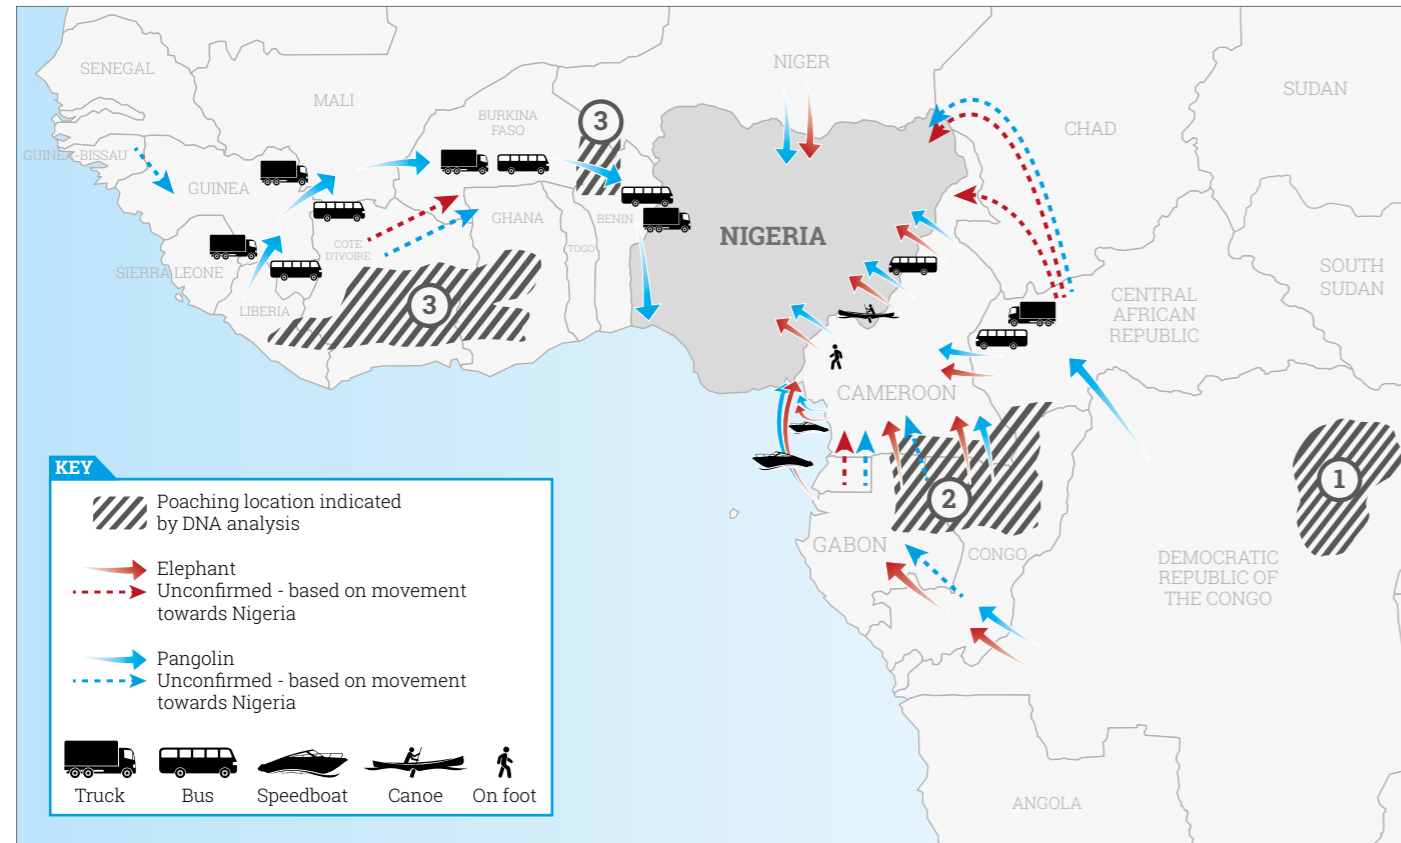 SENEGAL
MALI
NIGER
SUDAN
CHAD
BURKINA
FASO
3
GUINEA-BISSAU
GUINEA
GHANA
BENIN
TOGO
NIGERIA
COTE
D'IVOIRE
SIERRA LEONE
LIBERIA
3
SOUTH
SUDAN
CENTRAL
AFRICAN
REPUBLIC
CAMEROON
1
2
GABON
CONGO
DEMOCRATIC
REPUBLIC OF
THE CONGO
ANGOLA
KEY
Poaching location indicated
by DNA analysis
Elephant
Unconfirmed - based on movement
towards Nigeria
Pangolin
Unconfirmed - based on movement
towards Nigeria
Truck Bus Speedboat Canoe On foot